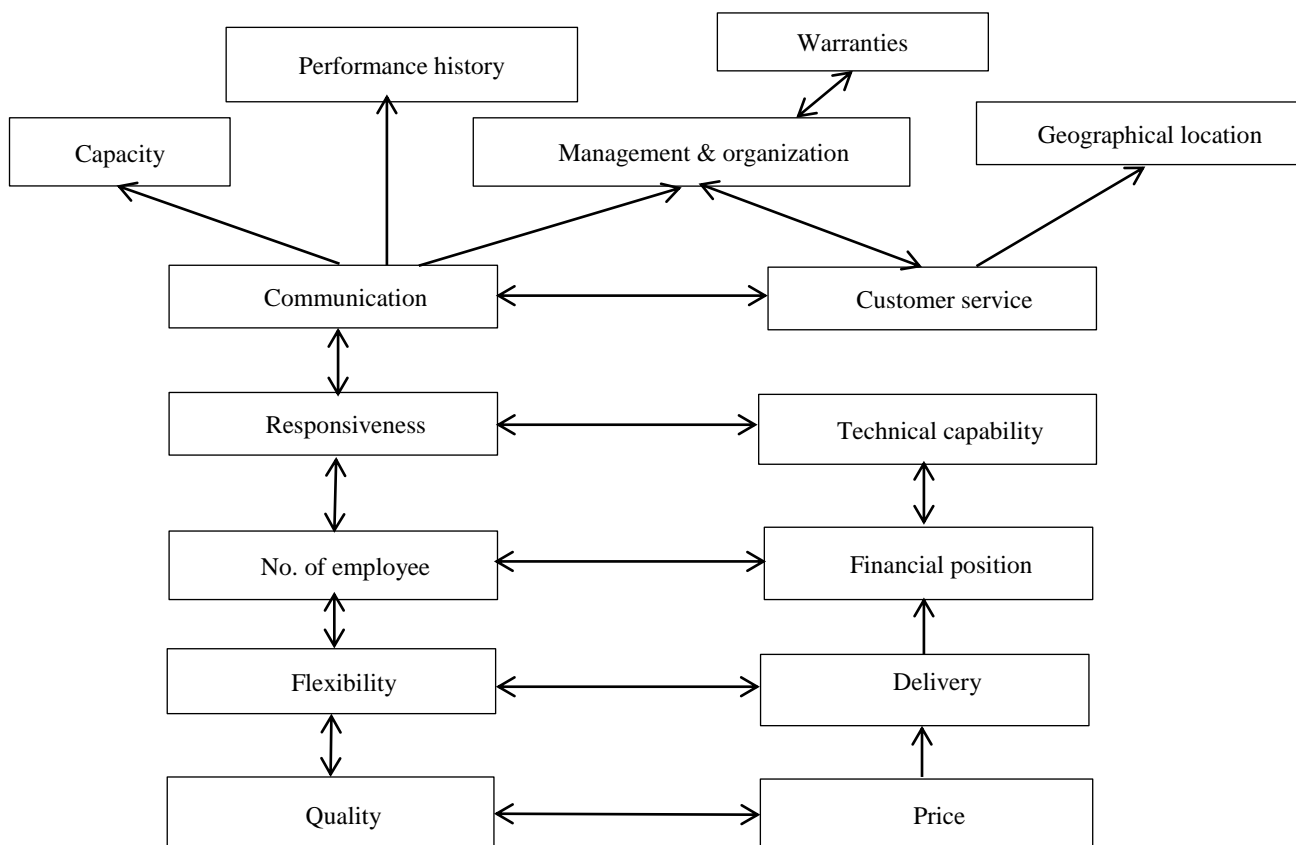 Warranties
Performance history
Geographical location
Capacity
Management & organization
Communication
Customer service
Responsiveness
Technical capability
No. of employee
Financial position
Flexibility
Delivery
Quality
Price